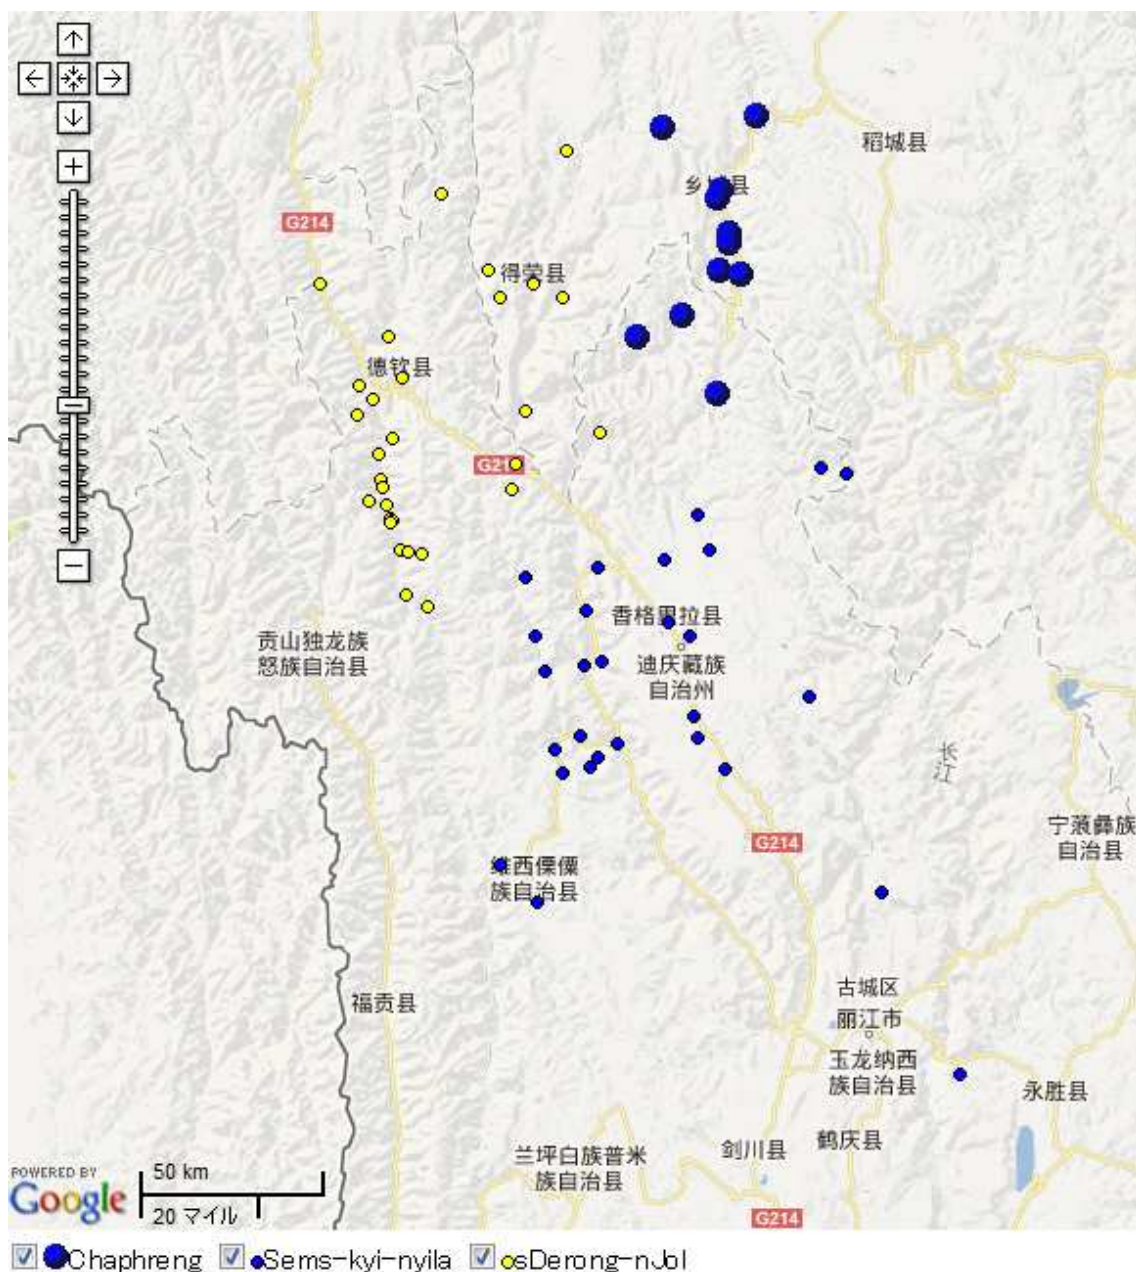 稻城县
乡城县
G214
得荣县
德钦县
G214
香格里拉县
贡山独龙族
怒族自治县
迪庆藏族
自治州
长江
宁蒗彝族
自治县
G214
维西傈僳
族自治县
福贡县
古城区
丽江市
玉龙纳西
族自治县
永胜县
鹤庆县
剑川县
兰坪白族普米
族自治县
POWERED BY
Google
50 km
20 マイル
G214
Chaphreng Sems-kyi-nyila sDerong-nJol